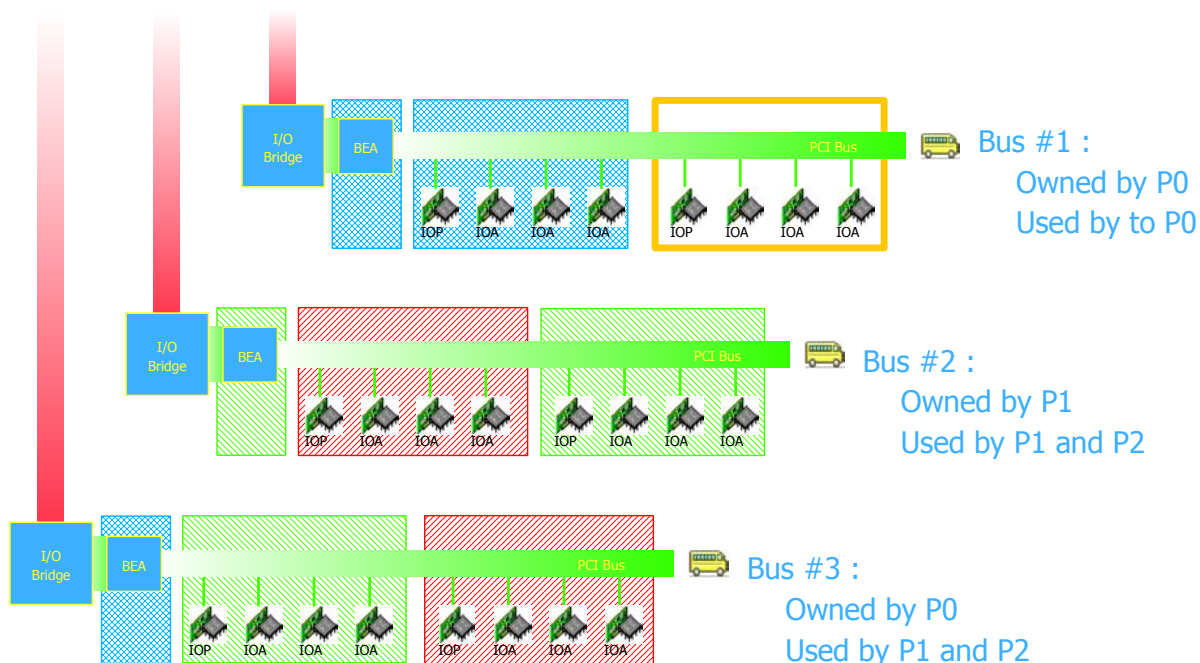 I/O
Bridge
BEA
PCI Bus
IOP
IOA
IOA
IOA
IOP
IOA
IOA
IOA
Bus #1 :
Owned by P0
Used by to P0
I/O
Bridge
BEA
PCI Bus
IOP
IOA
IOA
IOA
IOP
IOA
IOA
IOA
Bus #2 :
Owned by P1
Used by P1 and P2
I/O
Bridge
BEA
PCI Bus
IOP
IOA
IOA
IOA
IOP
IOA
IOA
IOA
Bus #3 :
Owned by P0
Used by P1 and P2